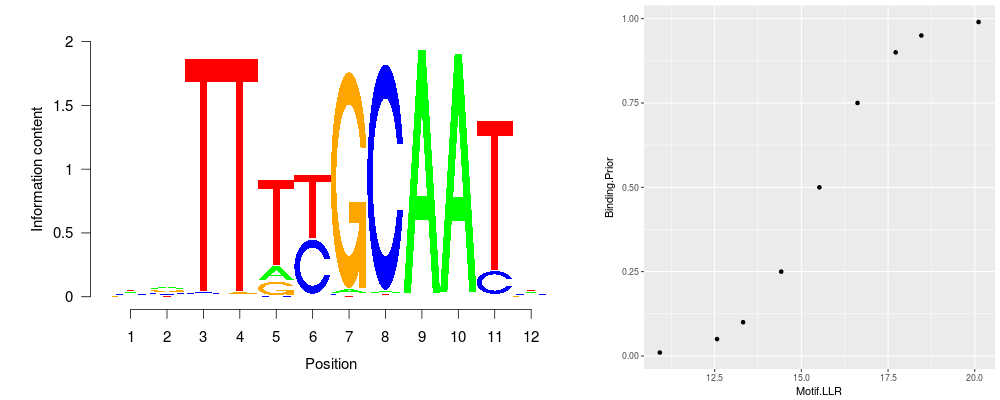 2
1.5
1
0.5
0
Information content
TTTTGCAAT
ACC
G
1 2 3 4 5 6 7 8 9 10 11 12
Position
1.00
0.75
0.50
0.25
0.00
Binding.Prior
12.5 15.0 17.5 20.0
Motif.LLR